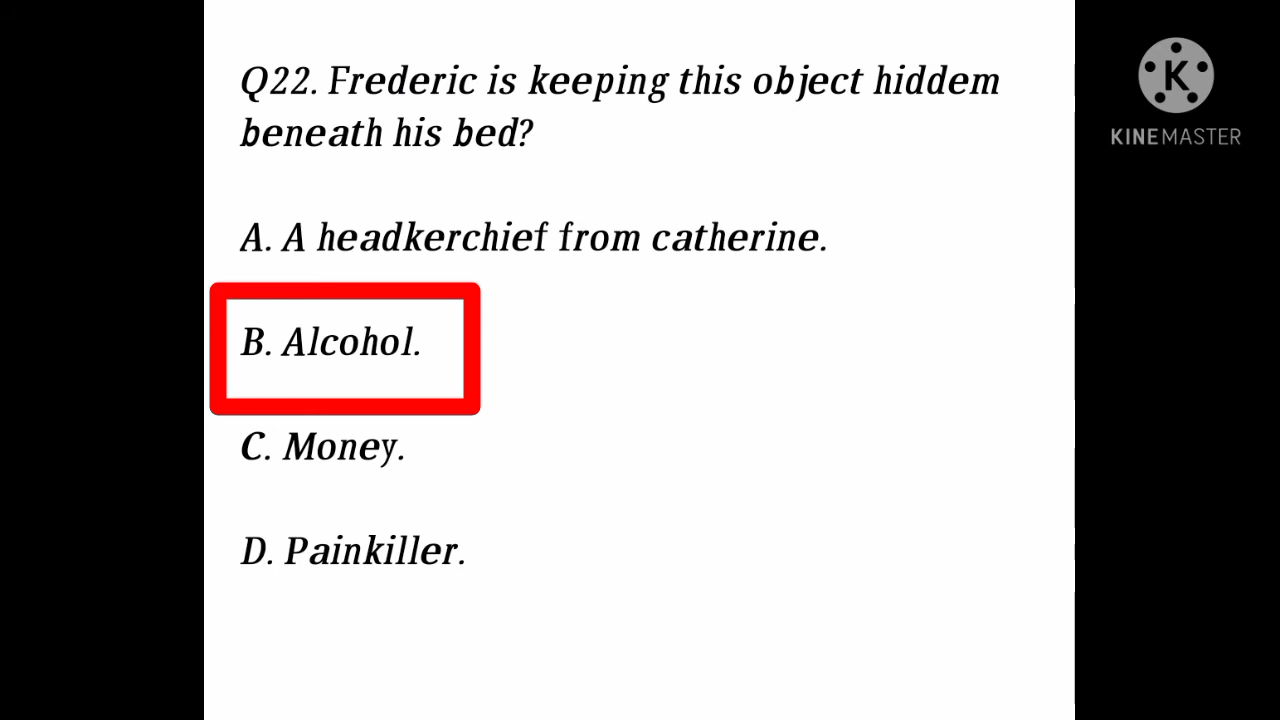 Q22. Frederic is keeping this object hiddem
beneath his bed?
A. A headkerchief from catherine.
B. Alcohol.
C. Money.
D. Painkiller.
K
KINEMASTER